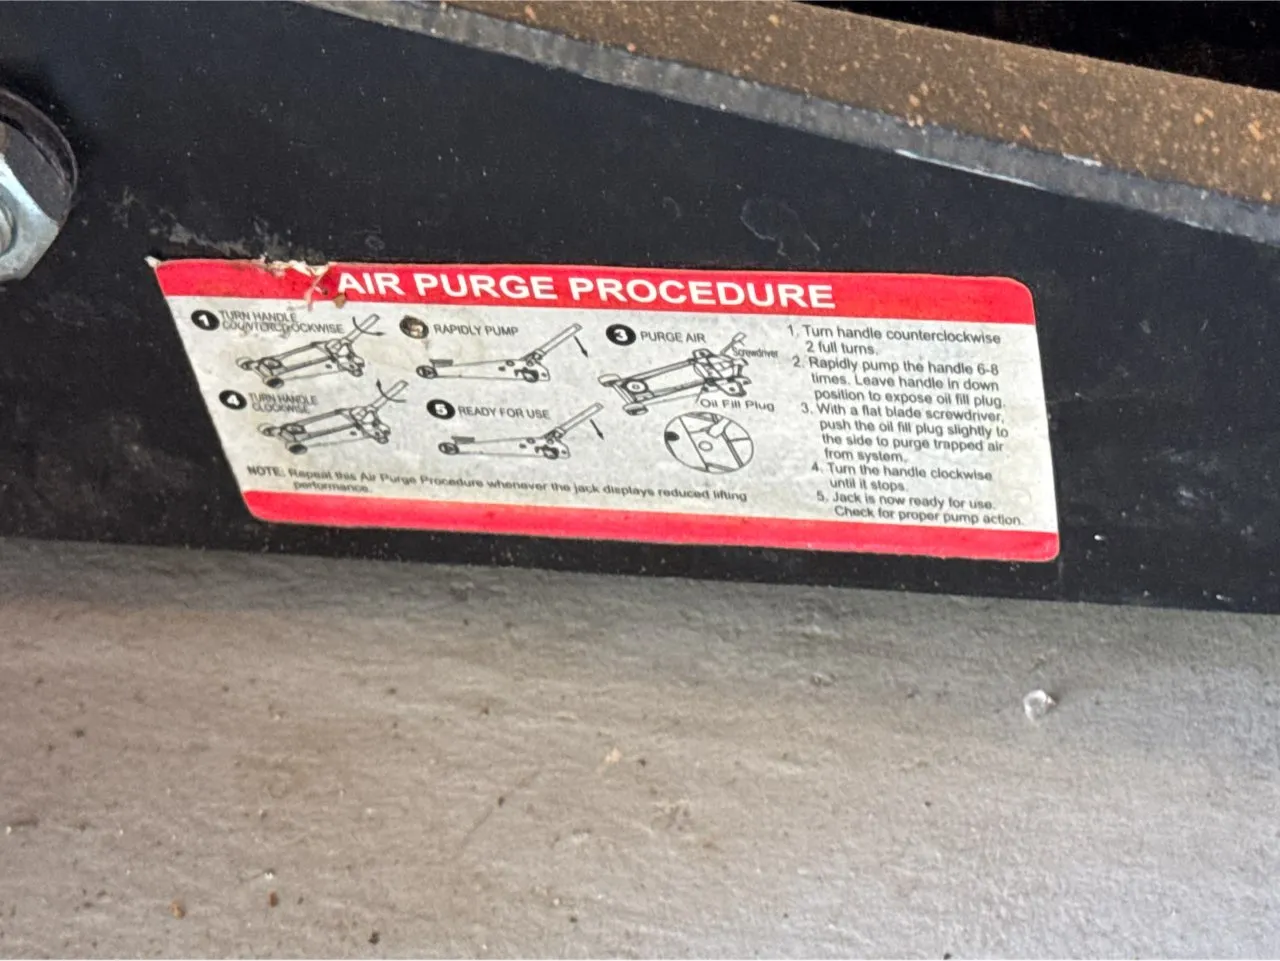 AIR PURGE PROCEDURE
1 TURN HANDLE
COUNTERCLOCKWISE
RAPIDLY PUMP
3 PURGE AIR
Screwdriver
Oil Fill Plug
4 TURN HANDLE
CLOCKWISE
5 READY FOR USE
NOTE: Repeat this Air Purge Procedure whenever the jack displays reduced lifting
performance.
1. Turn handle counterclockwise
2 full turns.
2. Rapidly pump the handle 6-8
times. Leave handle in down
position to expose oil fill plug.
3. With a flat blade screwdriver,
push the oil fill plug slightly to
the side to purge trapped air
from system.
4. Turn the handle clockwise
until it stops.
5. Jack is now ready for use.
Check for proper pump action.